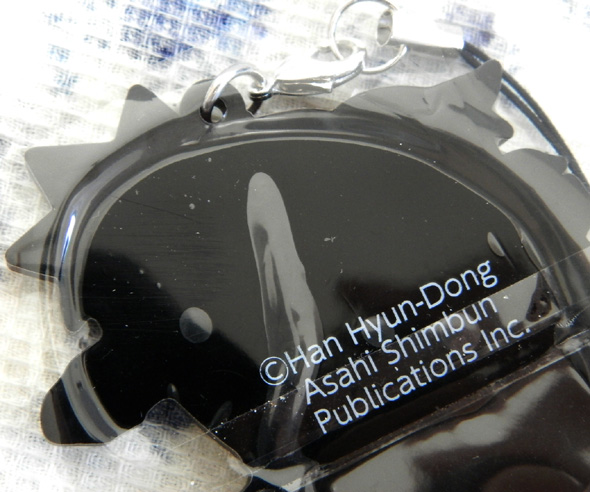 ©Han Hyun-Dong
Asahi Shimbun
Publications Inc.